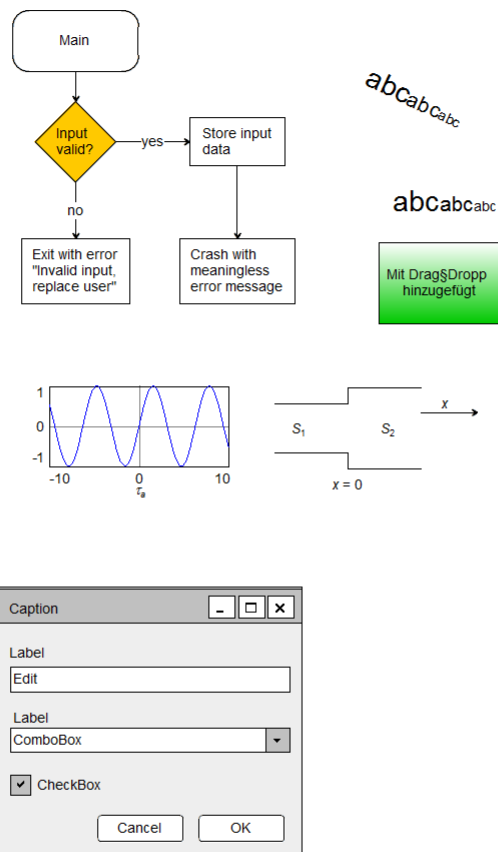 Main
abcabcabc
Input
valid?
yes
Store input
data
no
abcabcabc
Exit with error
"Invalid input,
replace user"
Crash with
meaningless
error message
Mit Drag§Dropp
hinzugefügt
1
0
-1
-10
0
10
τa
x
S1
S2
x = 0
Caption
Label
Edit
Label
ComboBox
CheckBox
Cancel
OK